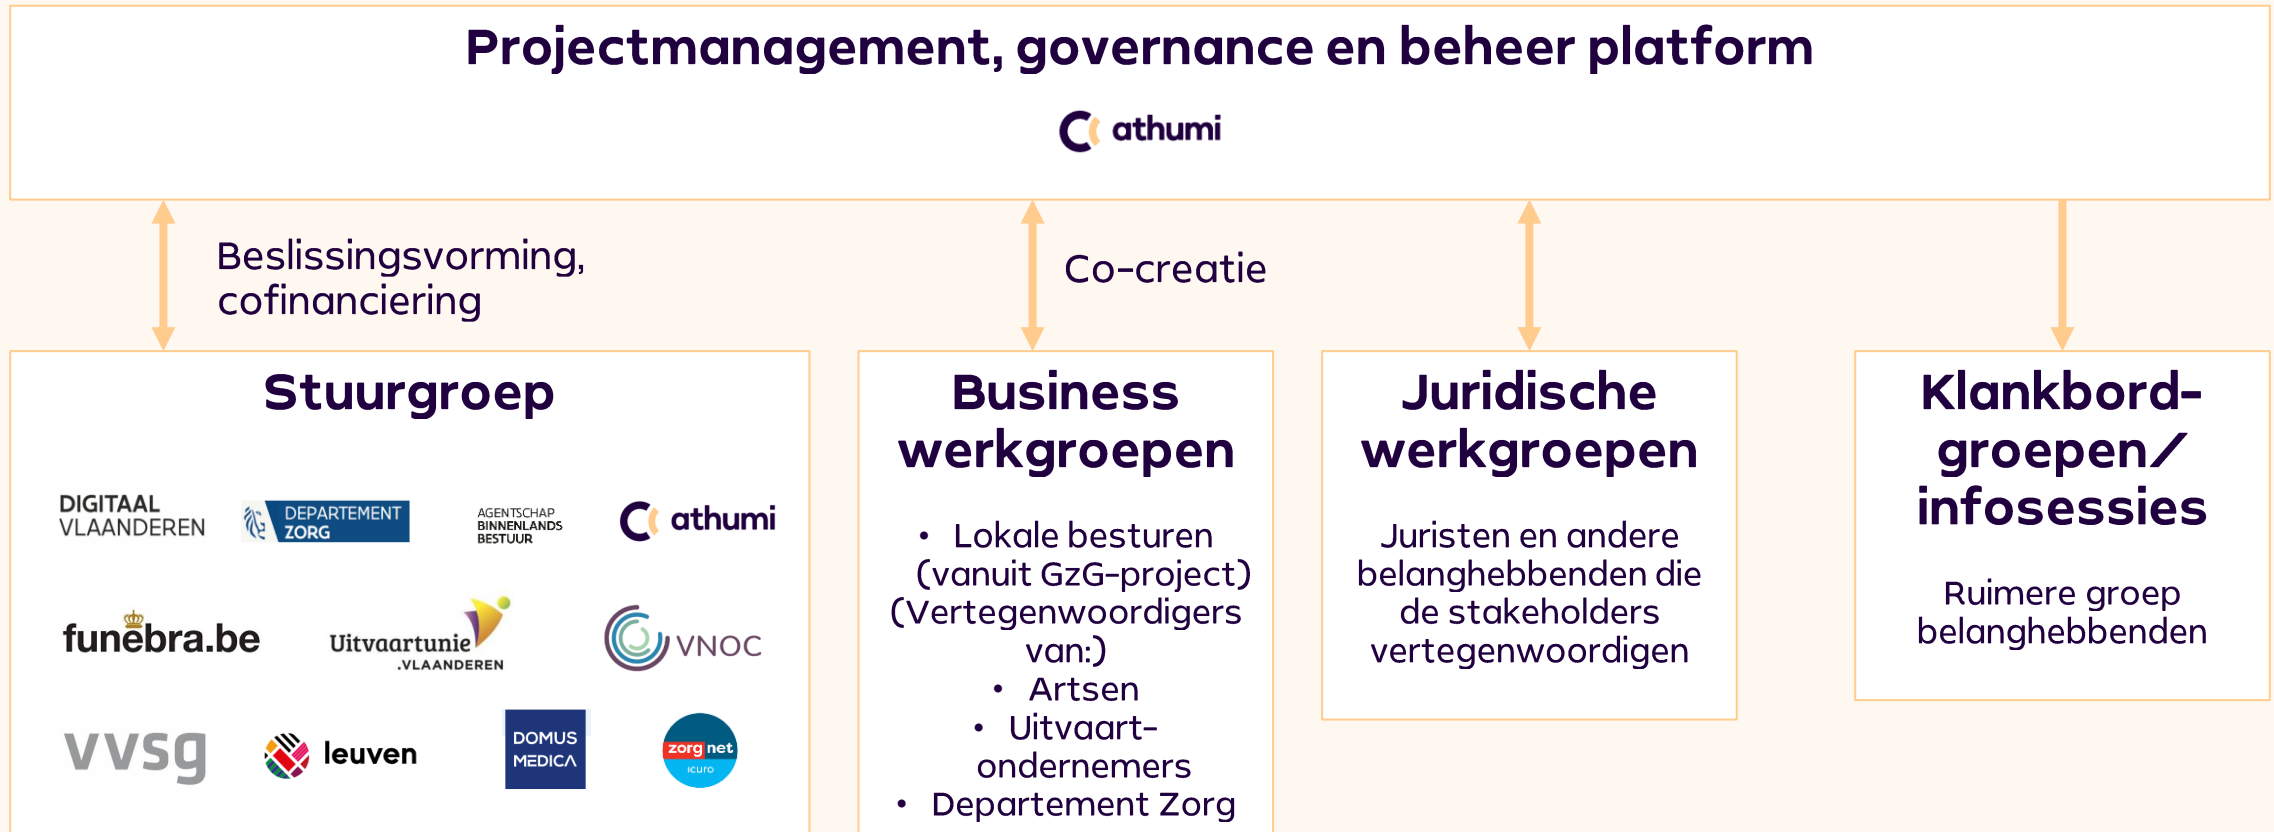 Projectmanagement, governance en beheer platform
athumi
Beslissingsvorming,
cofinanciering
Co-creatie
Stuurgroep
DIGITAAL
VLAANDEREN
DEPARTEMENT
ZORG
AGENTSCHAP
BINNENLANDS
BESTUUR
athumi
funebra.be
Uitvaartunie
.VLAANDEREN
VNOC
vvsg
leuven
DOMUS
MEDICA
zorgnet
icuro
Business
werkgroepen
• Lokale besturen
(vanuit GzG-project)
(Vertegenwoordigers
van:)
• Artsen
• Uitvaart-
ondernemers
• Departement Zorg
Juridische
werkgroepen
Juristen en andere
belanghebbenden die
de stakeholders
vertegenwoordigen
Klankbord-
groepen/
infosessies
Ruimere groep
belanghebbenden